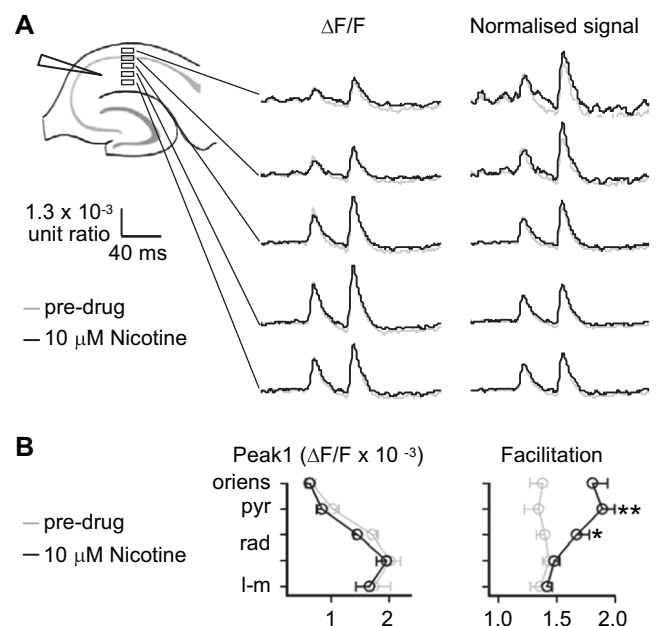 A
ΔF/F
Normalised signal
1.3 x 10⁻³
unit ratio
40 ms
pre-drug
10 μM Nicotine
B
Peak1 (ΔF/F x 10 ⁻³)
Facilitation
oriens
pyr
rad
l-m
pre-drug
10 μM Nicotine
**
*
1 2
1.0 1.5 2.0